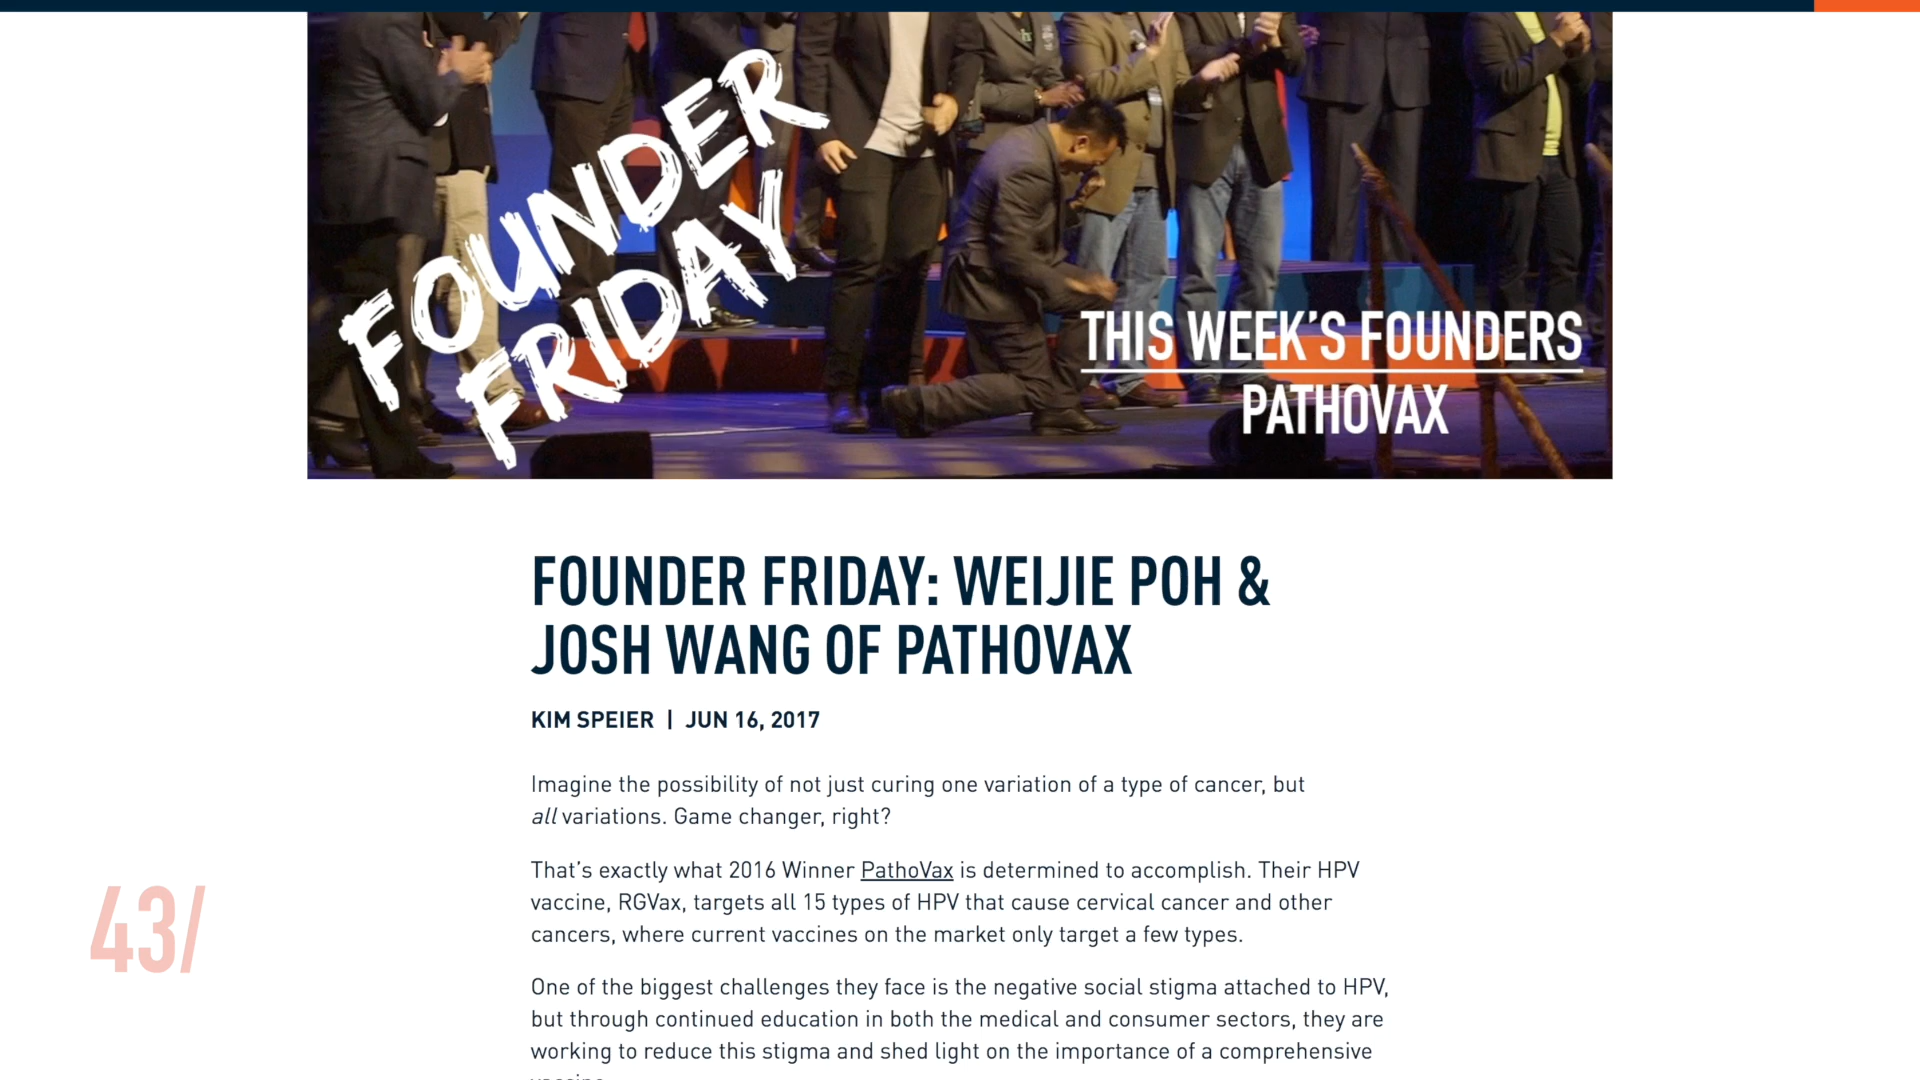 FOUNDER
FRIDAY
THIS WEEK'S FOUNDERS
PATHOVAX
FOUNDER FRIDAY: WEIJIE POH &
JOSH WANG OF PATHOVAX
KIM SPEIER | JUN 16, 2017
Imagine the possibility of not just curing one variation of a type of cancer, but
all variations. Game changer, right?
That's exactly what 2016 Winner PathoVax is determined to accomplish. Their HPV
vaccine, RGVax, targets all 15 types of HPV that cause cervical cancer and other
cancers, where current vaccines on the market only target a few types.
One of the biggest challenges they face is the negative social stigma attached to HPV,
but through continued education in both the medical and consumer sectors, they are
working to reduce this stigma and shed light on the importance of a comprehensive
43/